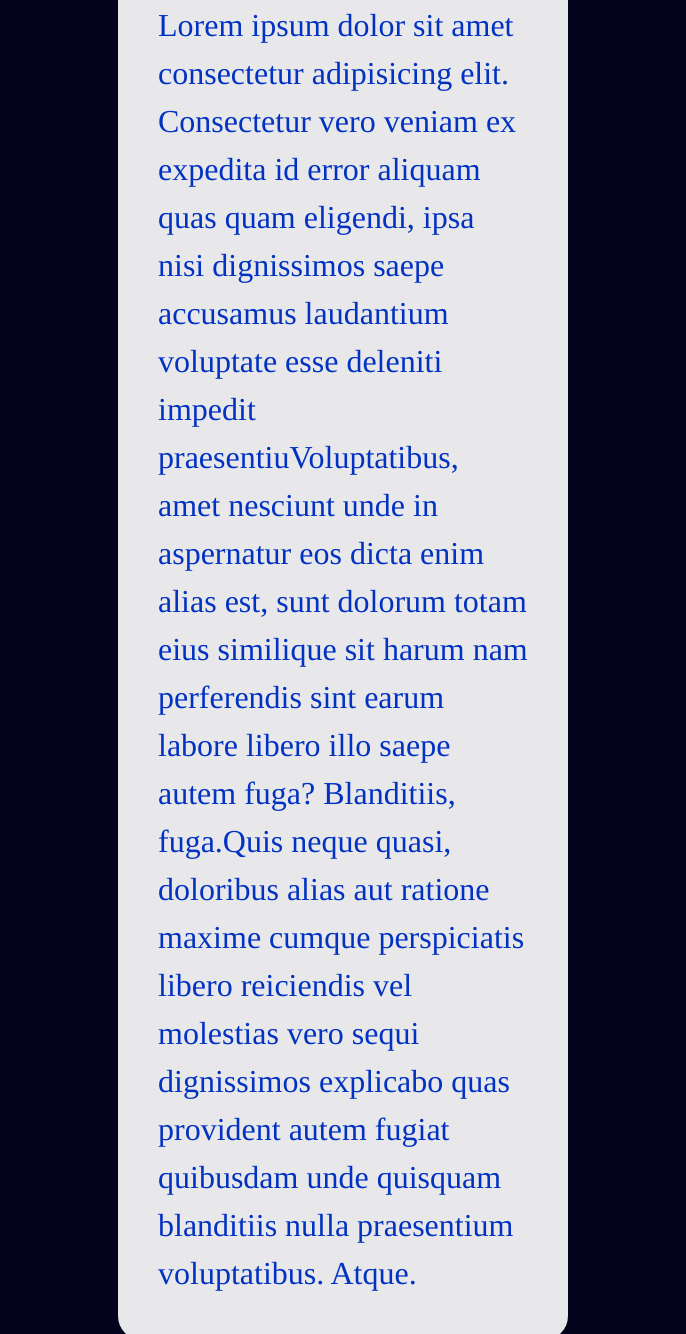 Lorem ipsum dolor sit amet
consectetur adipisicing elit.
Consectetur vero veniam ex
expedita id error aliquam
quas quam eligendi, ipsa
nisi dignissimos saepe
accusamus laudantium
voluptate esse deleniti
impedit
praesentiuVoluptatibus,
amet nesciunt unde in
aspernatur eos dicta enim
alias est, sunt dolorum totam
eius similique sit harum nam
perferendis sint earum
labore libero illo saepe
autem fuga? Blanditiis,
fuga.Quis neque quasi,
doloribus alias aut ratione
maxime cumque perspiciatis
libero reiciendis vel
molestias vero sequi
dignissimos explicabo quas
provident autem fugiat
quibusdam unde quisquam
blanditiis nulla praesentium
voluptatibus. Atque.